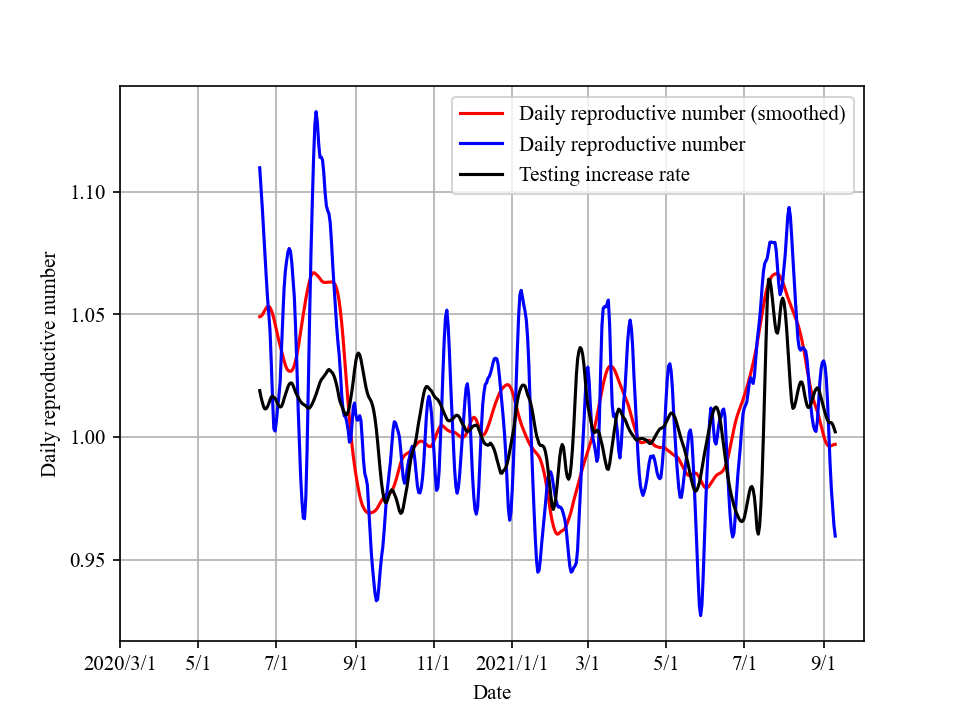 Daily reproductive number (smoothed)
Daily reproductive number
Testing increase rate
Daily reproductive number
1.10
1.05
1.00
0.95
2020/3/1 5/1 7/1 9/1 11/1 2021/1/1 3/1 5/1 7/1 9/1
Date